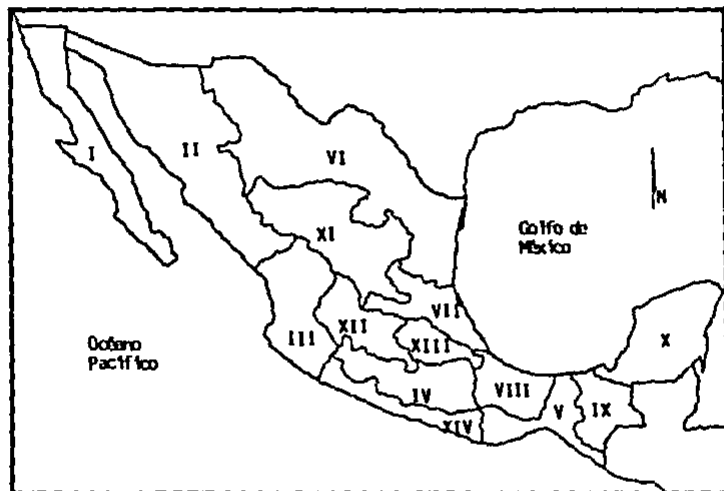 I
II
VI
N
XI
Golfo de
México
VII
III
XII
XIII
X
Océano
Pacífico
IV
VIII
V
IX
XIV